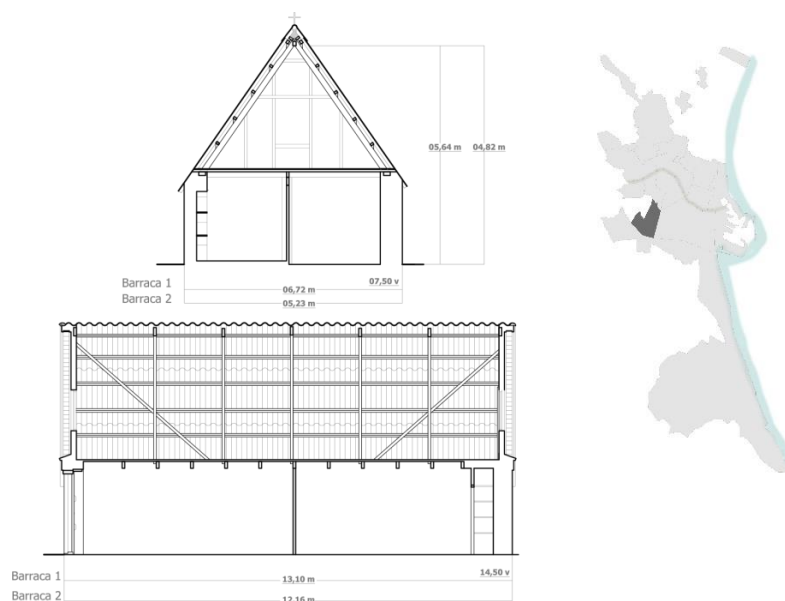 05,64 m 04,82 m
Barraca 1 07,50 v
06,72 m
Barraca 2
05,23 m
Barraca 1 13,10 m 14,50 v
Barraca 2 12,16 m